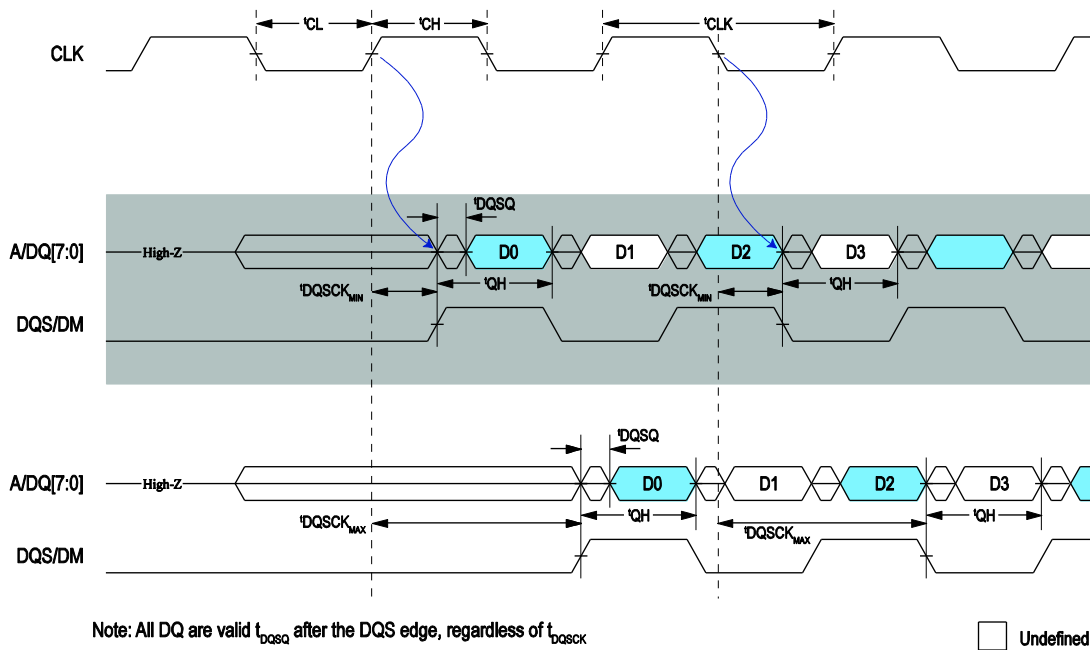 tCL tCH tCLK
CLK
tDQSQ
A/DQ[7:0] High-Z D0 D1 D2 D3
tDQSCKMIN tQH tDQSCKMIN tQH
DQS/DM
tDQSQ
A/DQ[7:0] High-Z D0 D1 D2 D3
tDQSCKMAX tQH tDQSCKMAX tQH
DQS/DM
Note: All DQ are valid tDQSQ after the DQS edge, regardless of tDQSCK
Undefined